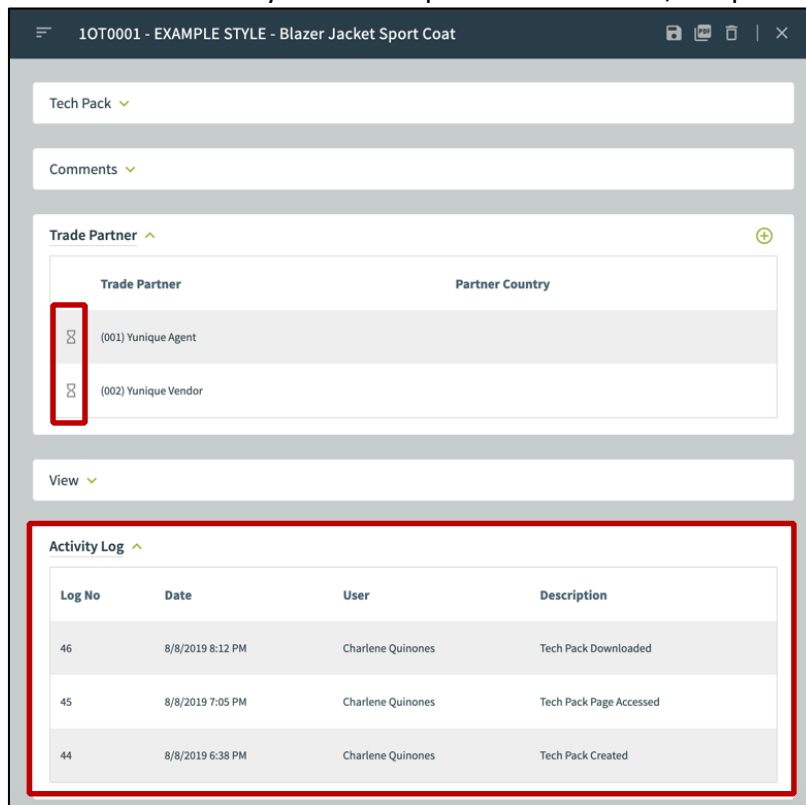 1OT0001 - EXAMPLE STYLE - Blazer Jacket Sport Coat
PDF
Tech Pack
Comments
Trade Partner
Trade Partner Partner Country
(001) Yunique Agent
(002) Yunique Vendor
View
Activity Log
Log No Date User Description
46 8/8/2019 8:12 PM Charlene Quinones Tech Pack Downloaded
45 8/8/2019 7:05 PM Charlene Quinones Tech Pack Page Accessed
44 8/8/2019 6:38 PM Charlene Quinones Tech Pack Created